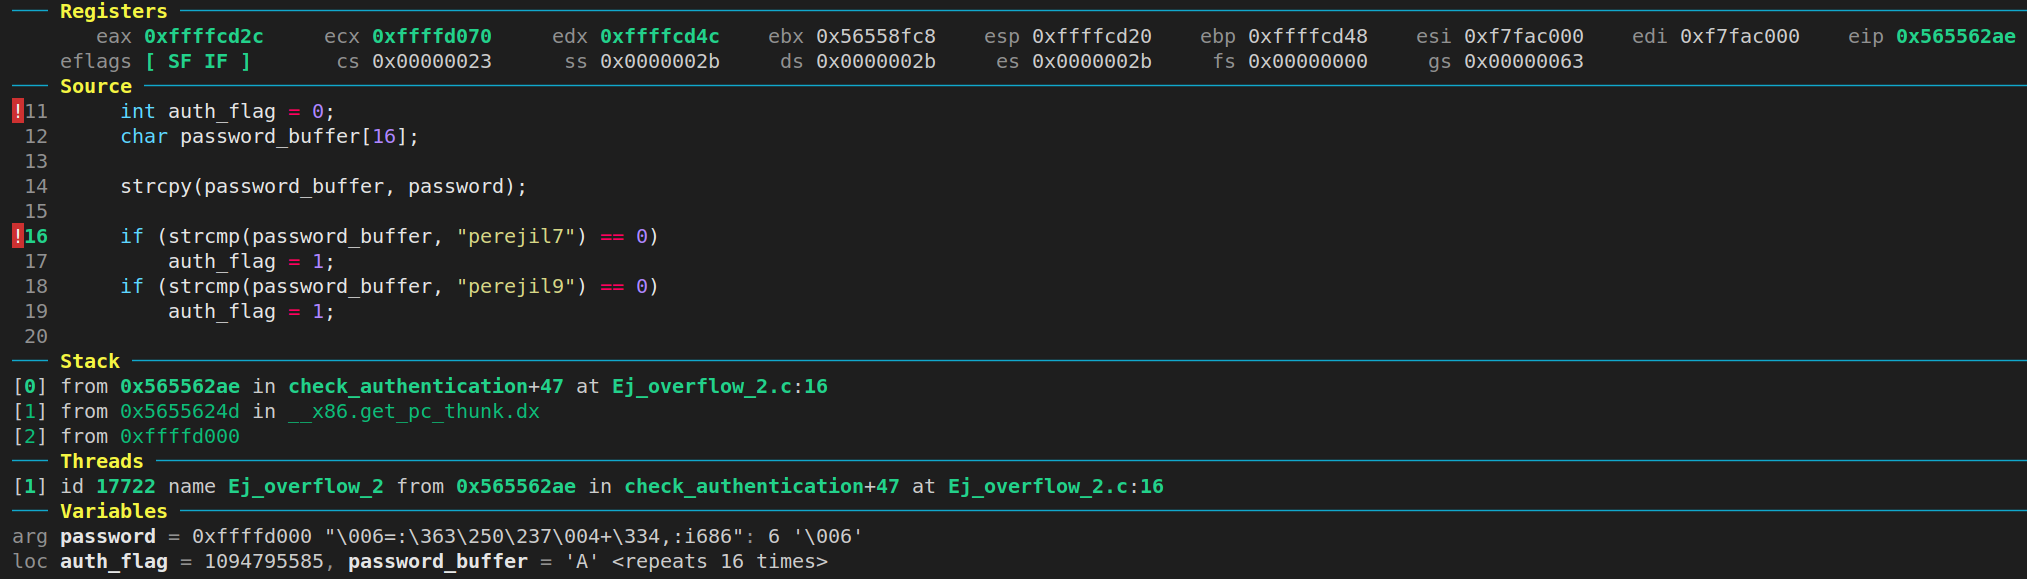 Registers
eax 0xffffcd2c ecx 0xffffd070 edx 0xffffcd4c ebx 0x56558fc8 esp 0xffffcd20 ebp 0xffffcd48 esi 0xf7fac000 edi 0xf7fac000 eip 0x565562ae
eflags [ SF IF ] cs 0x00000023 ss 0x0000002b ds 0x0000002b es 0x0000002b fs 0x00000000 gs 0x00000063
Source
!11 int auth_flag = 0;
12 char password_buffer[16];
13
14 strcpy(password_buffer, password);
15
!16 if (strcmp(password_buffer, "perejil7") == 0)
17 auth_flag = 1;
18 if (strcmp(password_buffer, "perejil9") == 0)
19 auth_flag = 1;
20
Stack
[0] from 0x565562ae in check_authentication+47 at Ej_overflow_2.c:16
[1] from 0x5655624d in __x86.get_pc_thunk.dx
[2] from 0xffffd000
Threads
[1] id 17722 name Ej_overflow_2 from 0x565562ae in check_authentication+47 at Ej_overflow_2.c:16
Variables
arg password = 0xffffd000 "\006=:\363\250\237\004+\334,:i686": 6 '\006'
loc auth_flag = 1094795585, password_buffer = 'A' <repeats 16 times>